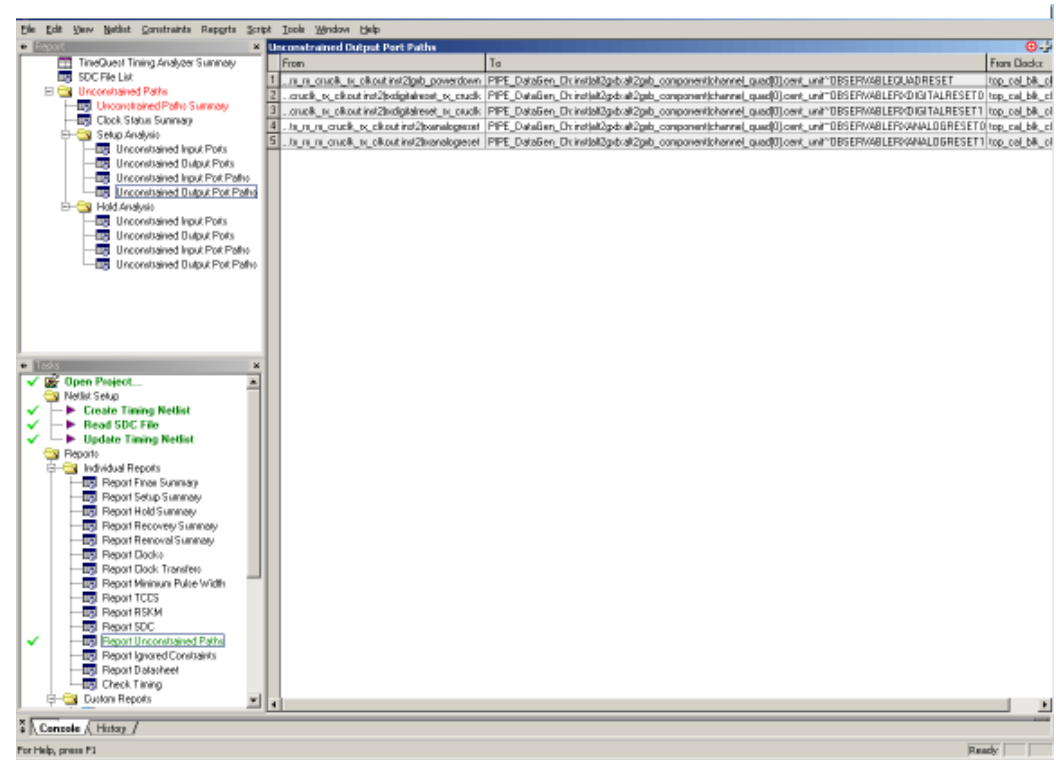 File Edit View Netlist Constraints Reports Script Tools Window Help
Report
TimeQuest Timing Analyzer Summary
SDC File List
Unconstrained Paths
Unconstrained Paths Summary
Clock Status Summary
Setup Analysis
Unconstrained Input Ports
Unconstrained Output Ports
Unconstrained Input Port Paths
Unconstrained Output Port Paths
Hold Analysis
Unconstrained Input Ports
Unconstrained Output Ports
Unconstrained Input Port Paths
Unconstrained Output Port Paths
Unconstrained Output Port Paths
From To From Clock:
1
2
3
4
5
Tasks
Open Project...
Netlist Setup
Create Timing Netlist
Read SDC File
Update Timing Netlist
Reports
Individual Reports
Report Fmax Summary
Report Setup Summary
Report Hold Summary
Report Recovery Summary
Report Removal Summary
Report Clocks
Report Clock Transfers
Report Minimum Pulse Width
Report TCCS
Report RSKM
Report SDC
Report Unconstrained Paths
Report Ignored Constraints
Report Datasheet
Check Timing
Custom Reports
Console History
For Help, press F1
Ready